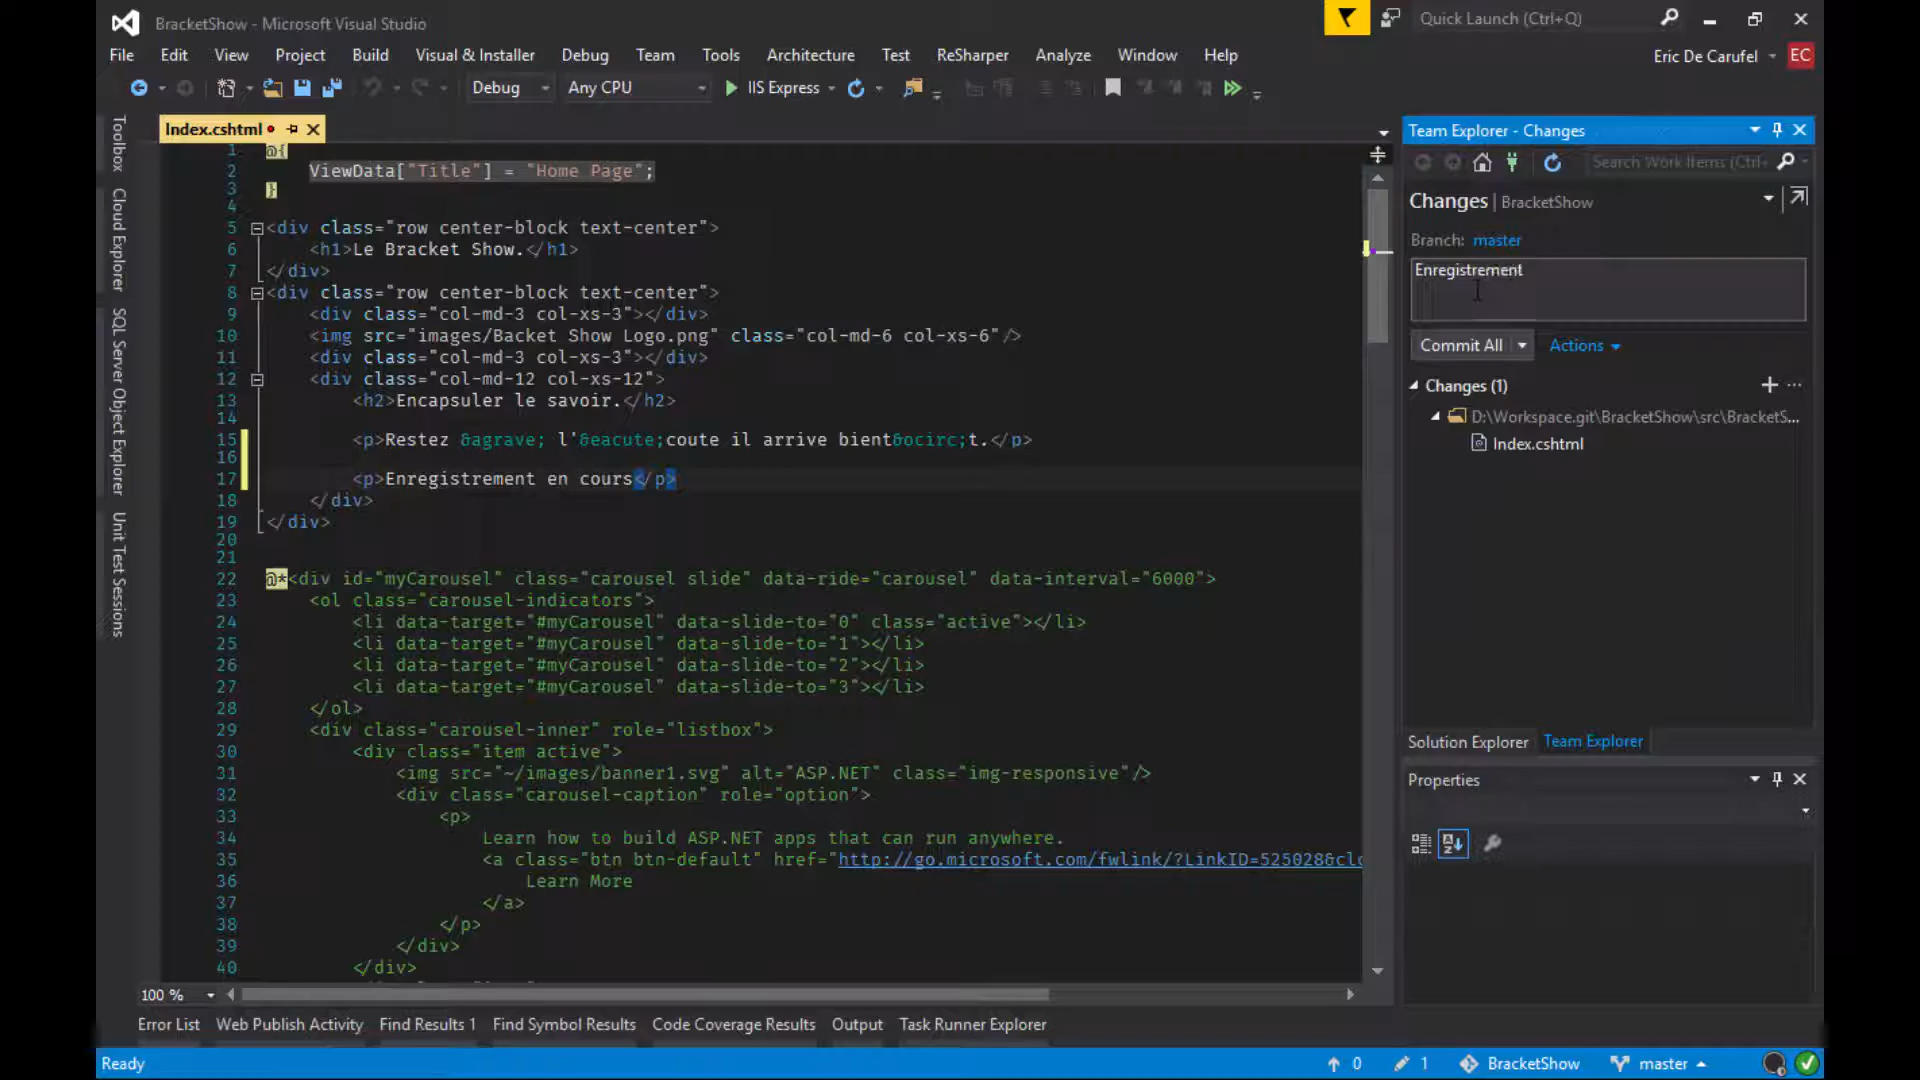 BracketShow - Microsoft Visual Studio
Quick Launch (Ctrl+Q)
File Edit View Project Build Visual & Installer Debug Team Tools Architecture Test ReSharper Analyze Window Help
Eric De Carufel EC
Debug Any CPU IIS Express
Toolbox
Cloud Explorer
SQL Server Object Explorer
Unit Test Sessions
Index.cshtml
1 @{
2 ViewData["Title"] = "Home Page";
3 }
4
5 <div class="row center-block text-center">
6 <h1>Le Bracket Show.</h1>
7 </div>
8 <div class="row center-block text-center">
9 <div class="col-md-3 col-xs-3"></div>
10 <img src="images/Backet Show Logo.png" class="col-md-6 col-xs-6"/>
11 <div class="col-md-3 col-xs-3"></div>
12 <div class="col-md-12 col-xs-12">
13 <h2>Encapsuler le savoir.</h2>
14
15 <p>Restez &agrave; l'&eacute;coute il arrive bient&ocirc;t.</p>
16
17 <p>Enregistrement en cours</p>
18 </div>
19 </div>
20
21
22 @*<div id="myCarousel" class="carousel slide" data-ride="carousel" data-interval="6000">
23 <ol class="carousel-indicators">
24 <li data-target="#myCarousel" data-slide-to="0" class="active"></li>
25 <li data-target="#myCarousel" data-slide-to="1"></li>
26 <li data-target="#myCarousel" data-slide-to="2"></li>
27 <li data-target="#myCarousel" data-slide-to="3"></li>
28 </ol>
29 <div class="carousel-inner" role="listbox">
30 <div class="item active">
31 <img src="~/images/banner1.svg" alt="ASP.NET" class="img-responsive"/>
32 <div class="carousel-caption" role="option">
33 <p>
34 Learn how to build ASP.NET apps that can run anywhere.
35 <a class="btn btn-default" href="http://go.microsoft.com/fwlink/?LinkID=525028&clc
36 Learn More
37 </a>
38 </p>
39 </div>
40 </div>
100 %
Team Explorer - Changes
Search Work Items (Ctrl+
Changes | BracketShow
Branch: master
Enregistrement
Commit All Actions
Changes (1)
D:\Workspace.git\BracketShow\src\BracketS...
Index.cshtml
Solution Explorer Team Explorer
Properties
Error List Web Publish Activity Find Results 1 Find Symbol Results Code Coverage Results Output Task Runner Explorer
Ready 0 1 BracketShow master